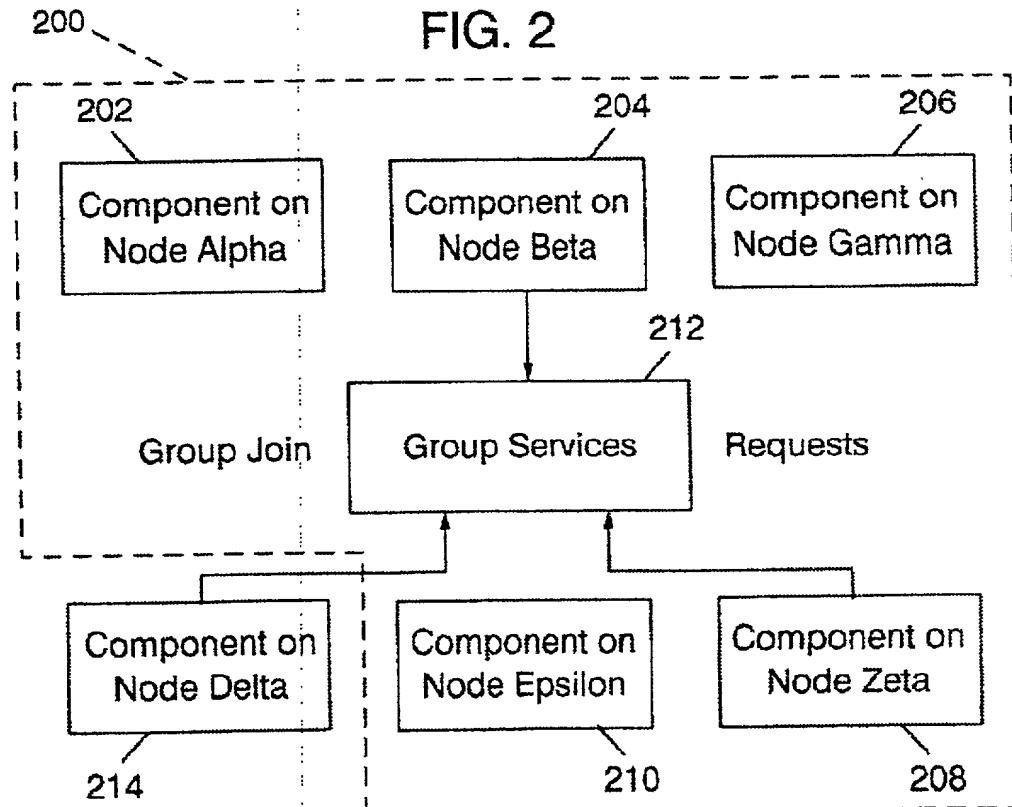 FIG. 2
200
202
204
206
Component on
Node Alpha
Component on
Node Beta
Component on
Node Gamma
212
Group Join
Group Services
Requests
Component on
Node Delta
Component on
Node Epsilon
Component on
Node Zeta
214
210
208